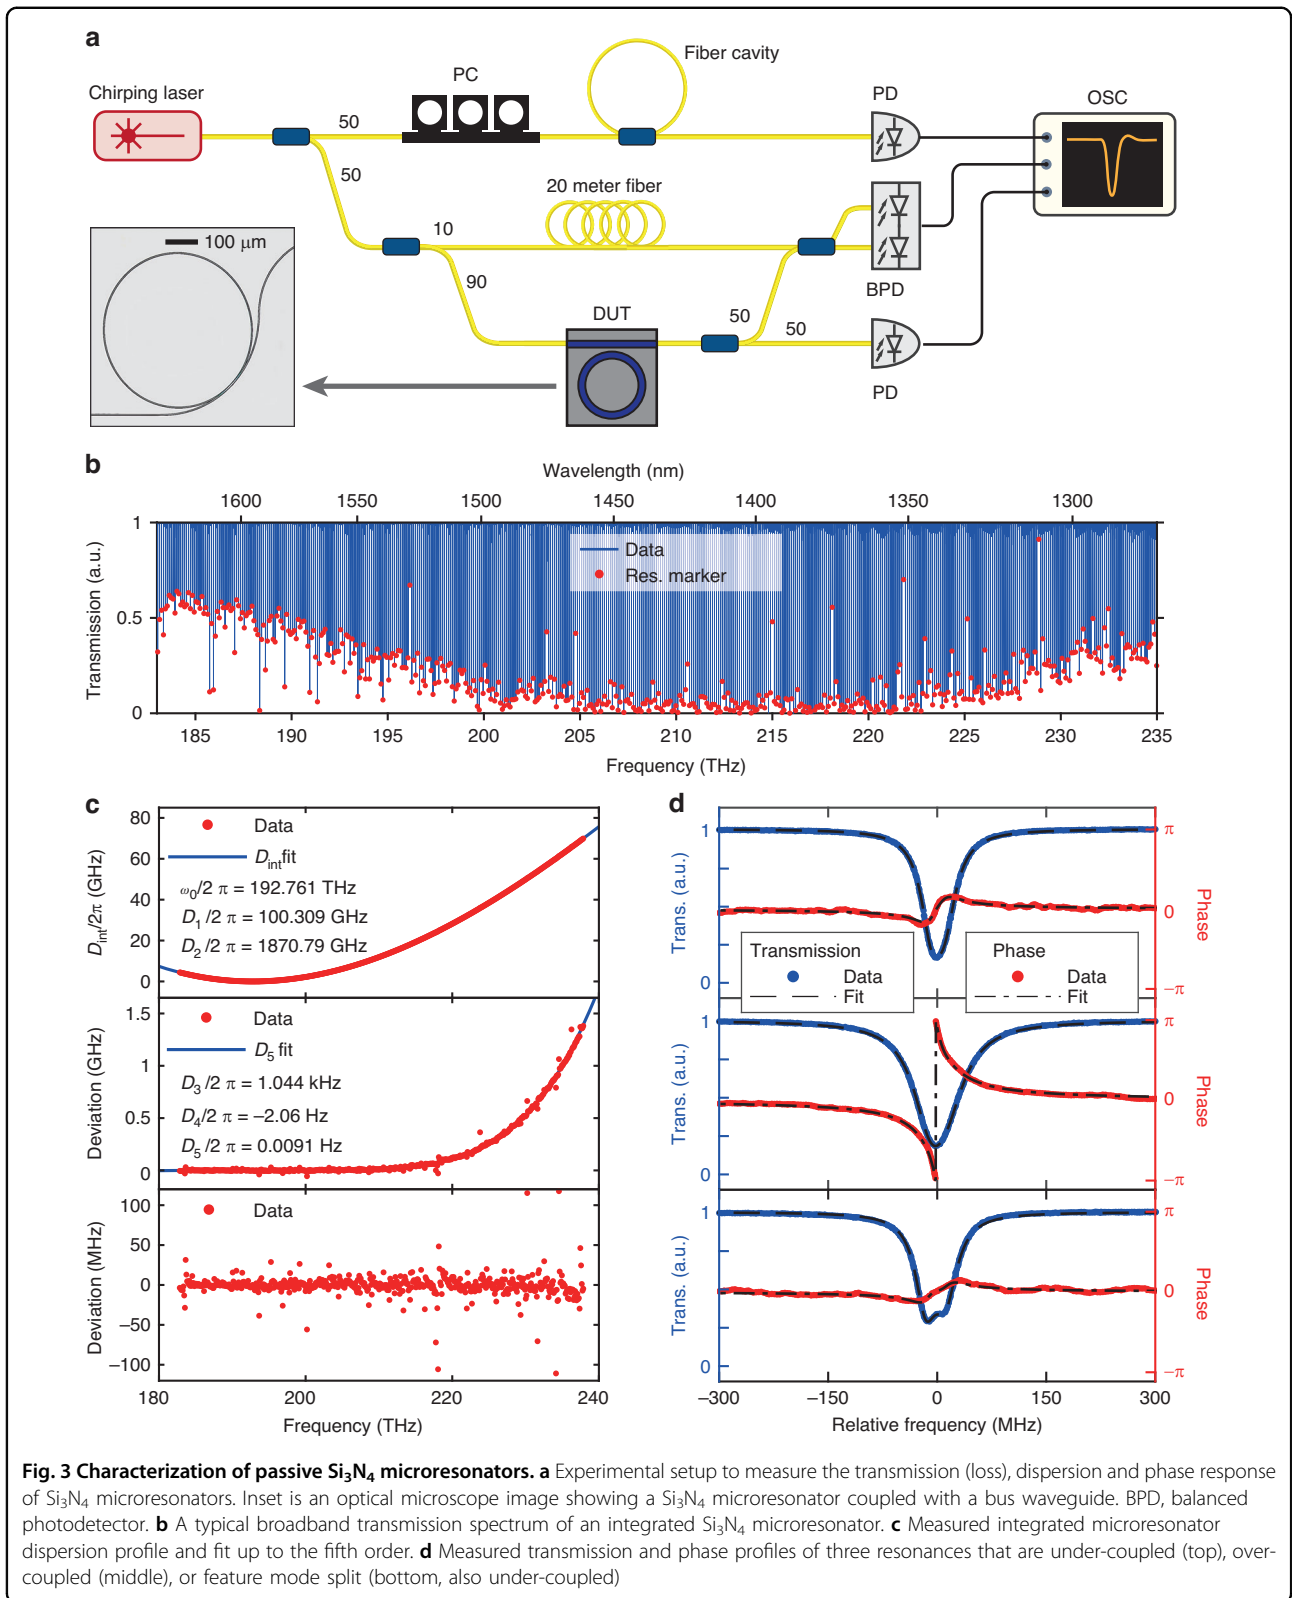 a
Chirping laser
50
PC
Fiber cavity
PD
OSC
50
20 meter fiber
10
90
100 μm
DUT
50
50
BPD
PD
b
Wavelength (nm)
1600 1550 1500 1450 1400 1350 1300
Transmission (a.u.)
1
0.5
0
Data
Res. marker
185 190 195 200 205 210 215 220 225 230 235
Frequency (THz)
c
D_int/2π (GHz)
80
60
40
20
0
Data
D_int fit
ω₀/2 π = 192.761 THz
D₁/2 π = 100.309 GHz
D₂/2 π = 1870.79 GHz
Deviation (GHz)
1.5
1
0.5
0
Data
D₅ fit
D₃/2 π = 1.044 kHz
D₄/2 π = −2.06 Hz
D₅/2 π = 0.0091 Hz
Deviation (MHz)
100
50
0
−50
−100
Data
180 200 220 240
Frequency (THz)
d
Trans. (a.u.)
1
0
π
0
−π
Phase
Transmission
Data
Fit
Phase
Data
Fit
Trans. (a.u.)
1
0
π
0
−π
Phase
Trans. (a.u.)
1
0
π
0
−π
Phase
−300 −150 0 150 300
Relative frequency (MHz)
Fig. 3 Characterization of passive Si₃N₄ microresonators. a Experimental setup to measure the transmission (loss), dispersion and phase response
of Si₃N₄ microresonators. Inset is an optical microscope image showing a Si₃N₄ microresonator coupled with a bus waveguide. BPD, balanced
photodetector. b A typical broadband transmission spectrum of an integrated Si₃N₄ microresonator. c Measured integrated microresonator
dispersion profile and fit up to the fifth order. d Measured transmission and phase profiles of three resonances that are under-coupled (top), over-
coupled (middle), or feature mode split (bottom, also under-coupled)